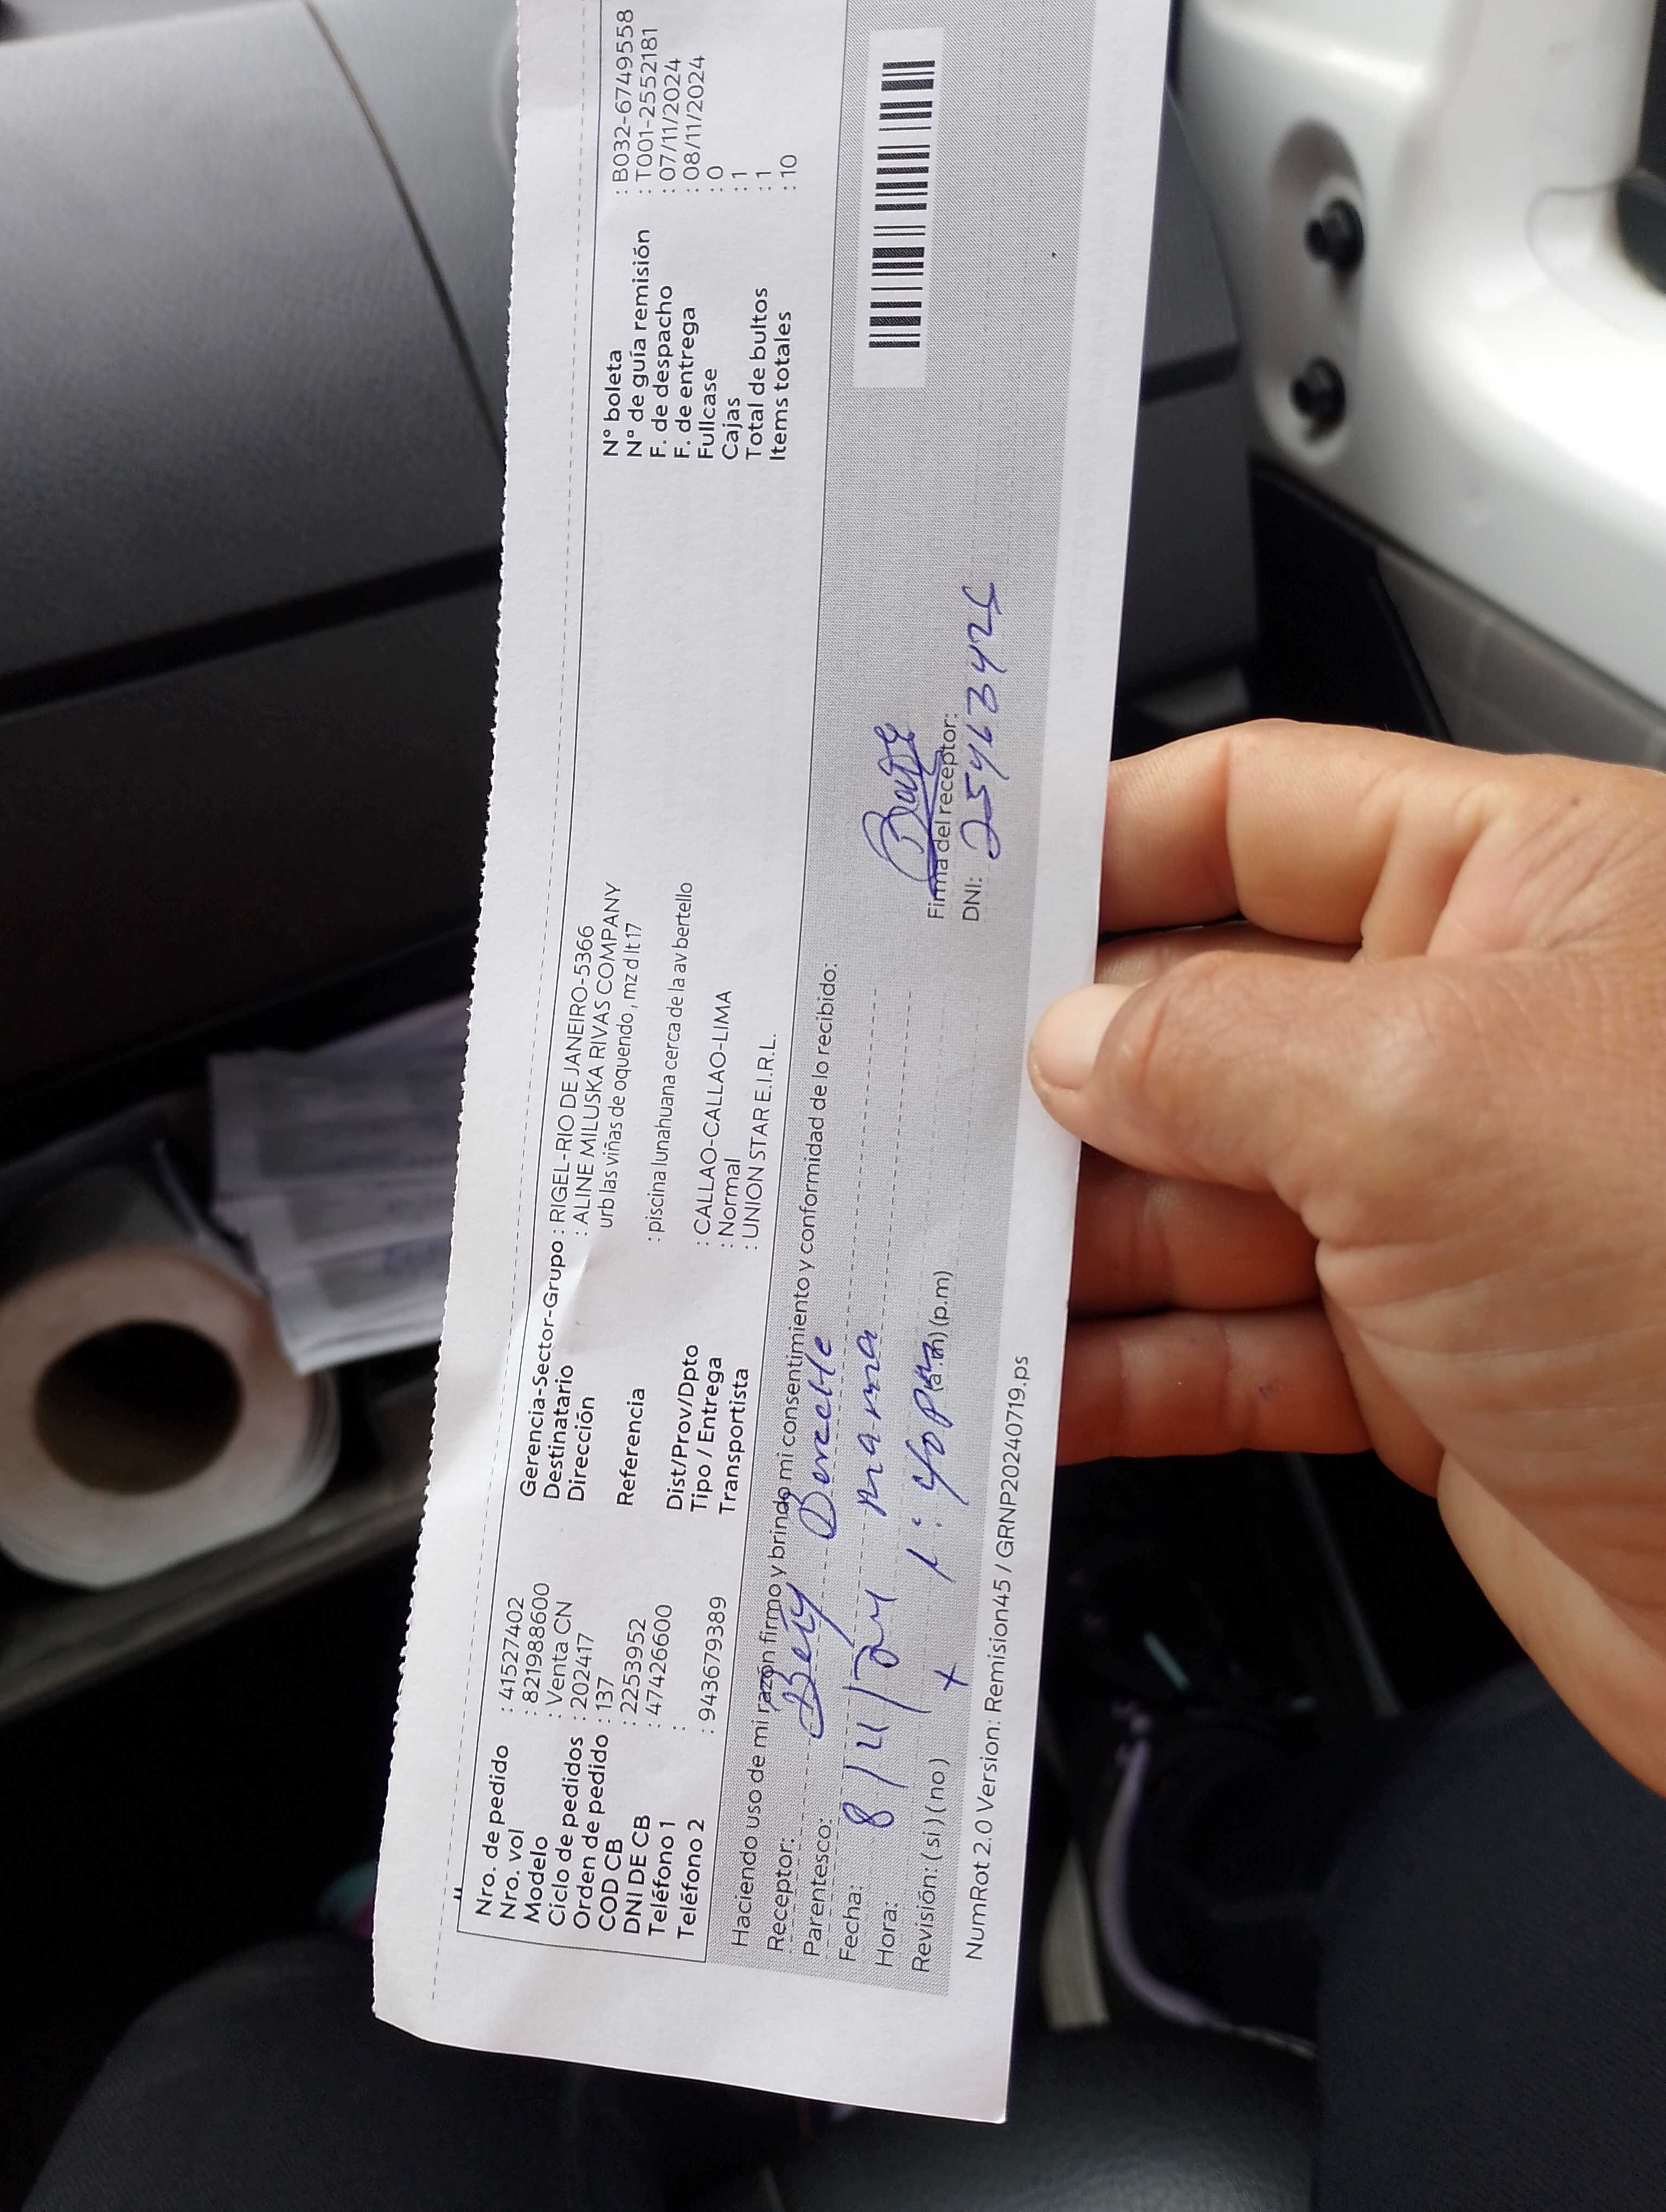 Nro. de pedido : 41527402
Nro. vol : 821988600
Modelo : Venta CN
Ciclo de pedidos : 202417
Orden de pedido : 137
COD CB : 2253952
DNI DE CB : 47426600
Teléfono 1 :
Teléfono 2 : 943679389
Gerencia-Sector-Grupo : RIGEL-RIO DE JANEIRO-5366
Destinatario : ALINE MILUSKA RIVAS COMPANY
Dirección urb las viñas de oquendo , mz d lt 17
Referencia : piscina lunahuana cerca de la av bertello
Dist/Prov/Dpto : CALLAO-CALLAO-LIMA
Tipo / Entrega : Normal
Transportista : UNION STAR E.I.R.L.
N° boleta : B032-6749558
N° de guía remisión : T001-2552181
F. de despacho : 07/11/2024
F. de entrega : 08/11/2024
Fullcase : 0
Cajas : 1
Total de bultos : 1
Items totales : 10
Haciendo uso de mi razón firmo y brindo mi consentimiento y conformidad de lo recibido:
Receptor: Bety
Parentesco: mama
Fecha: 8/11/24
Hora: 1:40 pm (a.m) (p.m)
Revisión: ( si ) ( no ) x
Firma del receptor:
DNI: 25463425
NumRot 2.0 Version: Remision45 / GRNP20240719.ps